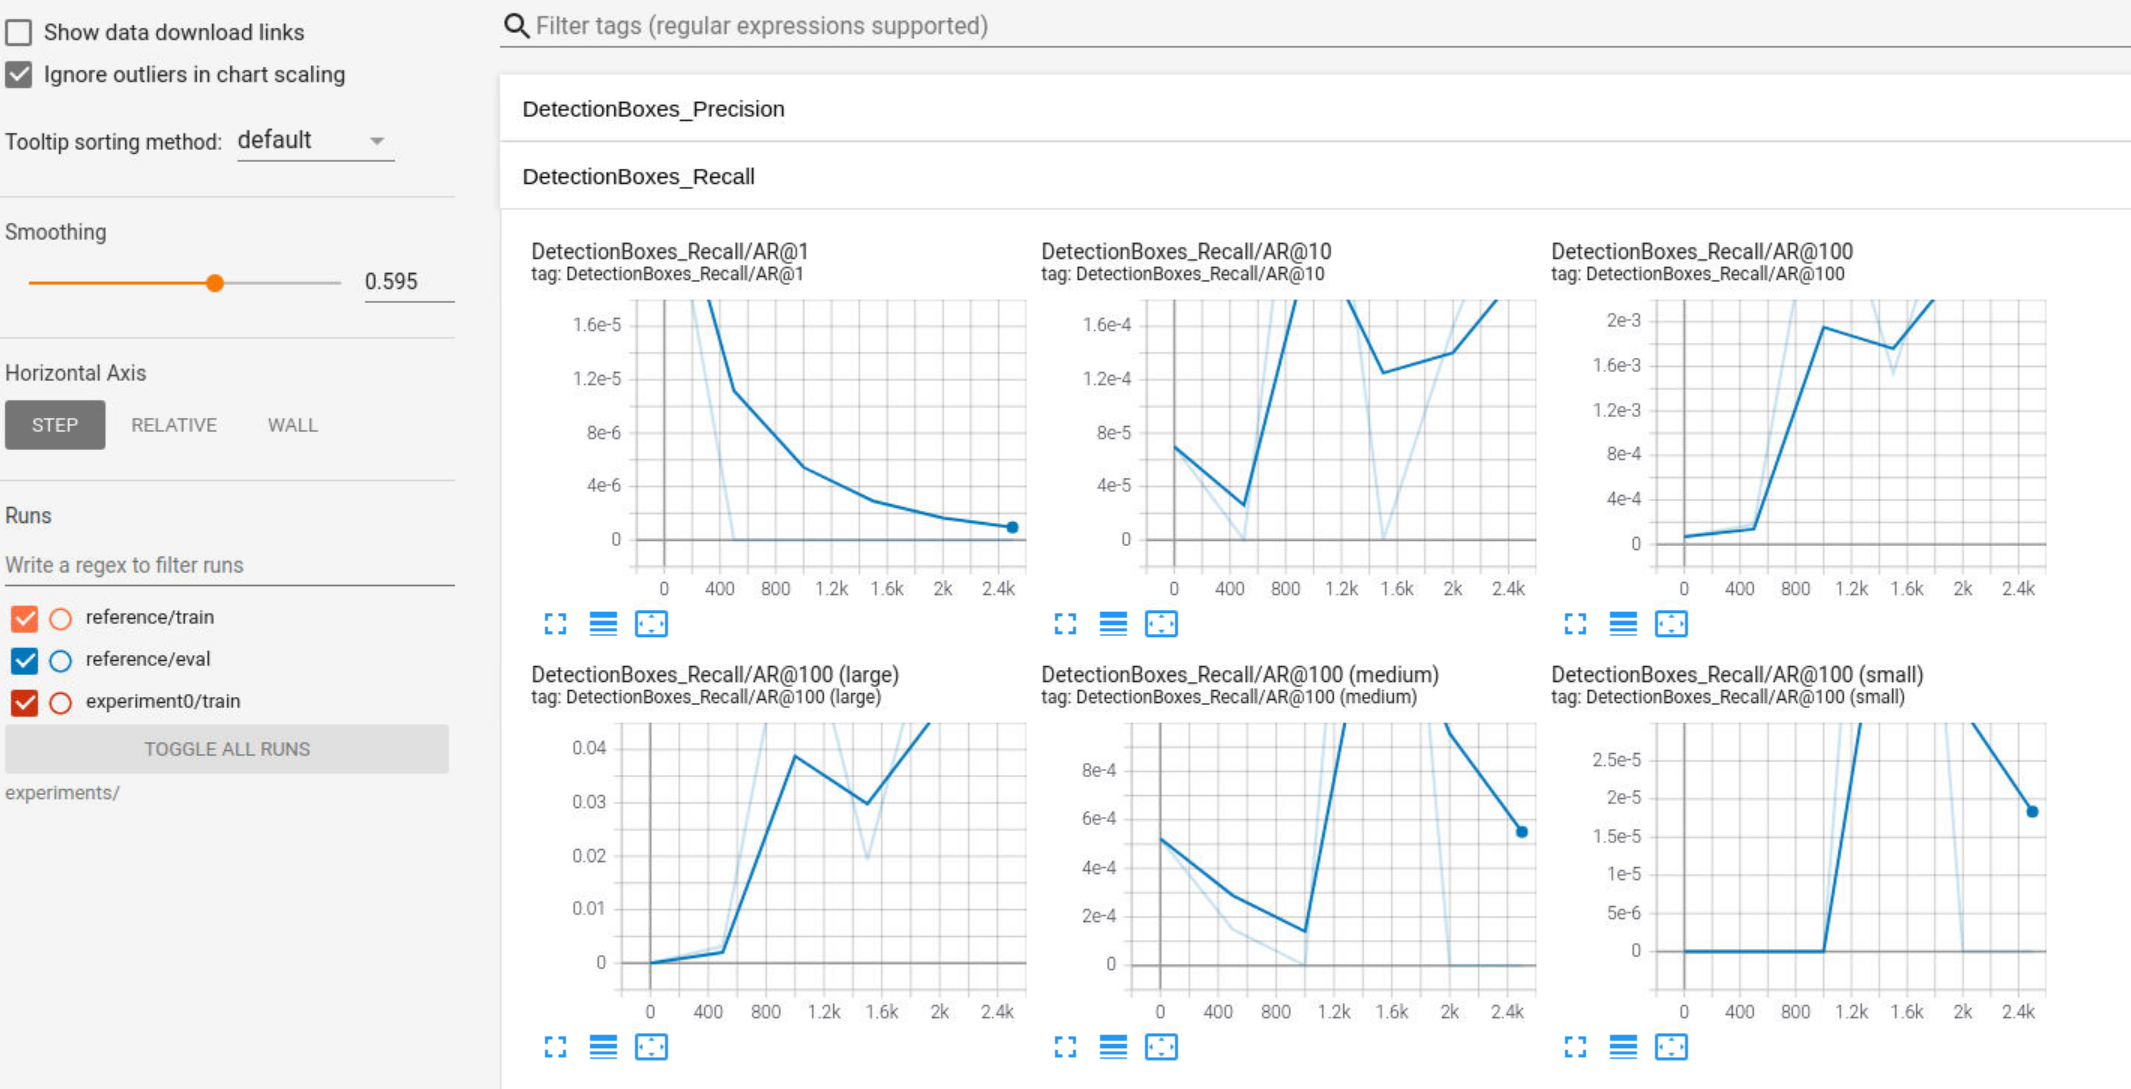 Show data download links
Ignore outliers in chart scaling
Tooltip sorting method: default
Smoothing
0.595
Horizontal Axis
STEP RELATIVE WALL
Runs
Write a regex to filter runs
reference/train
reference/eval
experiment0/train
TOGGLE ALL RUNS
experiments/
Filter tags (regular expressions supported)
DetectionBoxes_Precision
DetectionBoxes_Recall
DetectionBoxes_Recall/AR@1
tag: DetectionBoxes_Recall/AR@1
1.6e-5
1.2e-5
8e-6
4e-6
0
0 400 800 1.2k 1.6k 2k 2.4k
DetectionBoxes_Recall/AR@10
tag: DetectionBoxes_Recall/AR@10
1.6e-4
1.2e-4
8e-5
4e-5
0
0 400 800 1.2k 1.6k 2k 2.4k
DetectionBoxes_Recall/AR@100
tag: DetectionBoxes_Recall/AR@100
2e-3
1.6e-3
1.2e-3
8e-4
4e-4
0
0 400 800 1.2k 1.6k 2k 2.4k
DetectionBoxes_Recall/AR@100 (large)
tag: DetectionBoxes_Recall/AR@100 (large)
0.04
0.03
0.02
0.01
0
0 400 800 1.2k 1.6k 2k 2.4k
DetectionBoxes_Recall/AR@100 (medium)
tag: DetectionBoxes_Recall/AR@100 (medium)
8e-4
6e-4
4e-4
2e-4
0
0 400 800 1.2k 1.6k 2k 2.4k
DetectionBoxes_Recall/AR@100 (small)
tag: DetectionBoxes_Recall/AR@100 (small)
2.5e-5
2e-5
1.5e-5
1e-5
5e-6
0
0 400 800 1.2k 1.6k 2k 2.4k